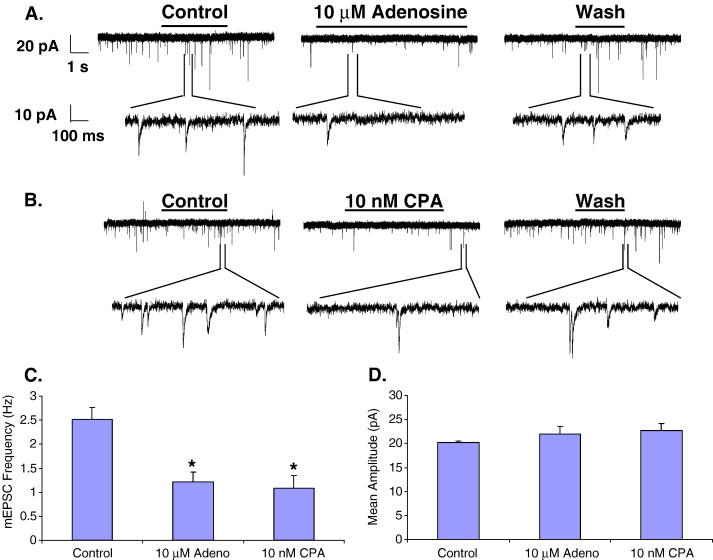 A.
Control
10 μM Adenosine
Wash
20 pA
1 s
10 pA
100 ms
B.
Control
10 nM CPA
Wash
C.
mEPSC Frequency (Hz)
3
2.5
2
1.5
1
0.5
0
*
*
Control
10 μM Adeno
10 nM CPA
D.
Mean Amplitude (pA)
30
25
20
15
10
5
0
Control
10 μM Adeno
10 nM CPA